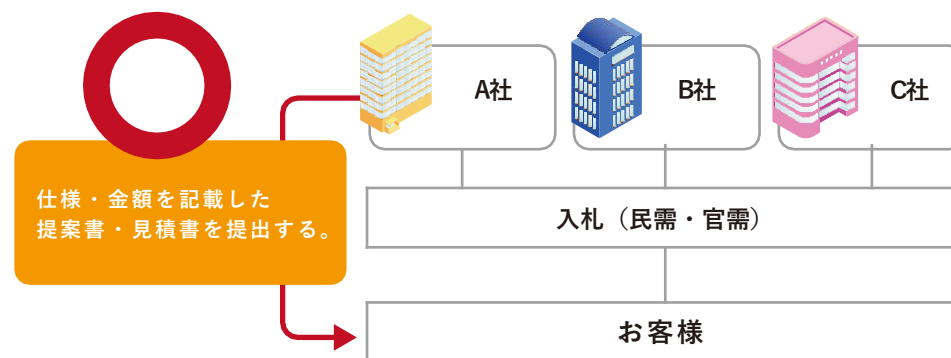 A社
B社
C社
仕様・金額を記載した
提案書・見積書を提出する。
入札（民需・官需）
お客様